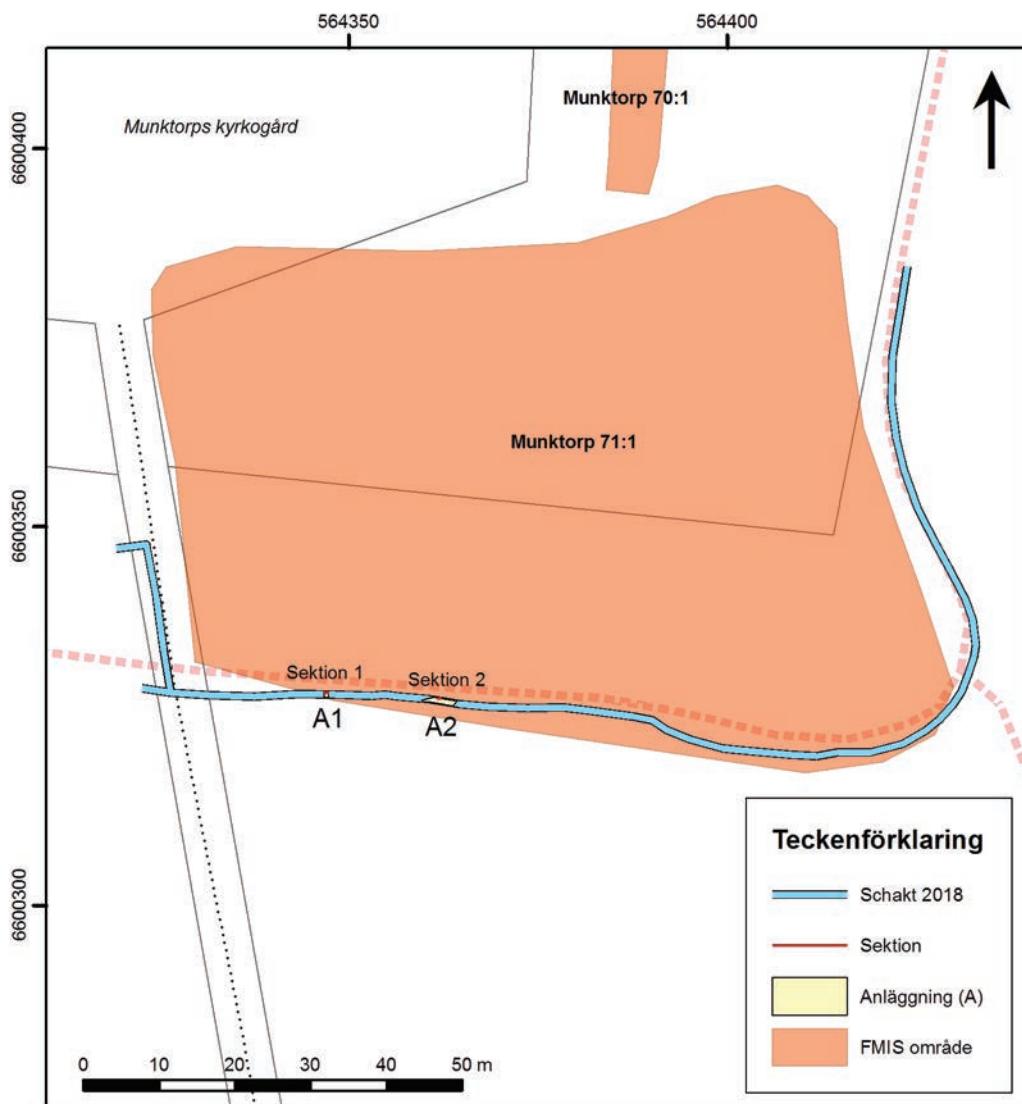 564350
564400
Munktorp 70:1
Munktorps kyrkogård
6600400
Munktorp 71:1
6600350
Sektion 1
Sektion 2
A1
A2
6600300
Teckenförklaring
Schakt 2018
Sektion
Anläggning (A)
FMIS område
0 10 20 30 40 50 m